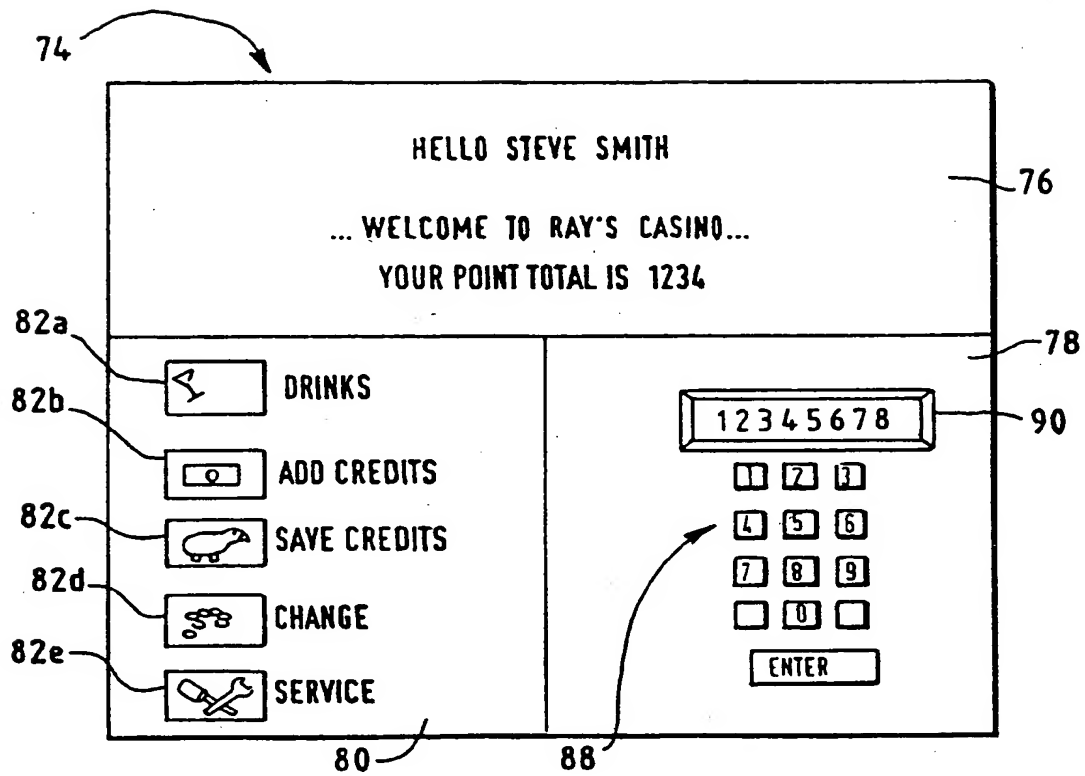 74
HELLO STEVE SMITH
76
... WELCOME TO RAY'S CASINO...
YOUR POINT TOTAL IS 1234
82a
DRINKS
78
82b
12345678
90
ADD CREDITS
1 2 3
82c
SAVE CREDITS
4 5 6
82d
CHANGE
7 8 9
0
82e
SERVICE
ENTER
80
88